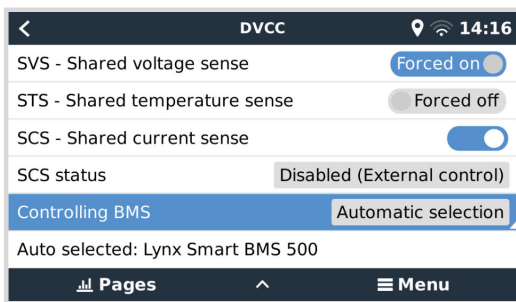 DVCC 14:16
SVS - Shared voltage sense Forced on
STS - Shared temperature sense Forced off
SCS - Shared current sense
SCS status Disabled (External control)
Controlling BMS Automatic selection
Auto selected: Lynx Smart BMS 500
Pages Menu